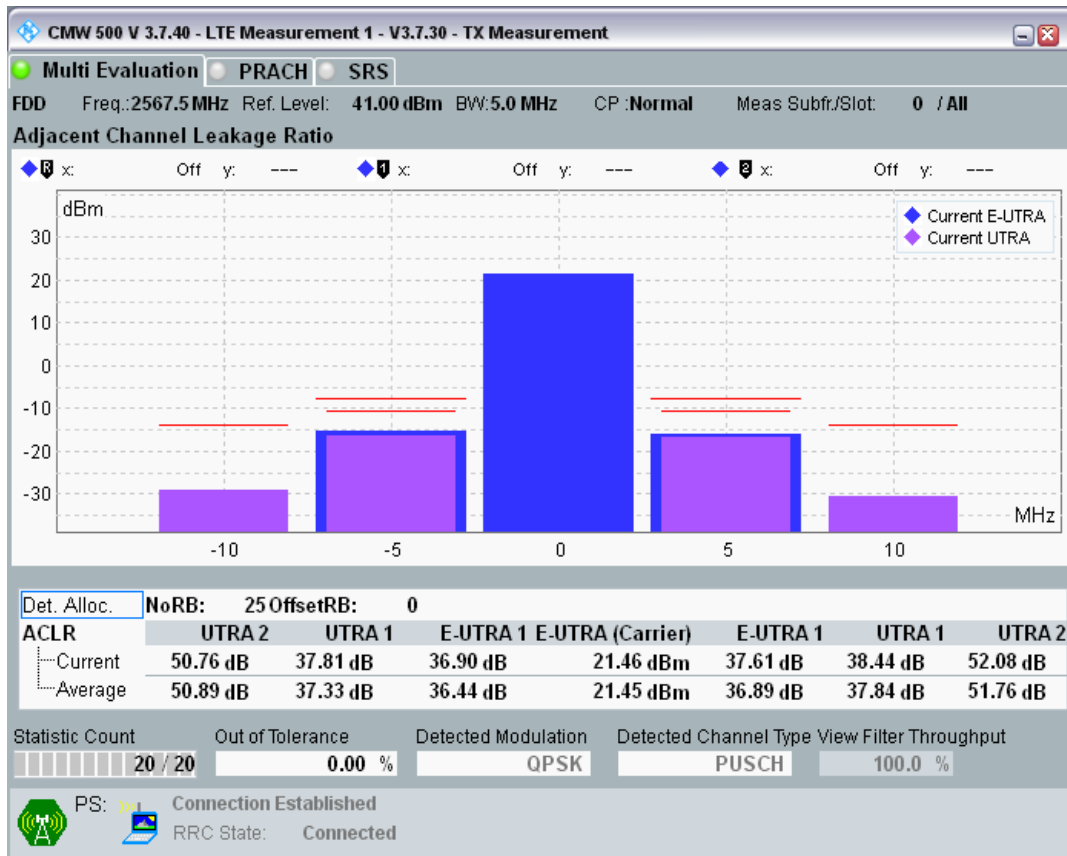 CMW 500 V 3.7.40 - LTE Measurement 1 - V3.7.30 - TX Measurement
Multi Evaluation PRACH SRS
FDD Freq.:2567.5 MHz Ref. Level: 41.00 dBm BW:5.0 MHz CP :Normal Meas Subfr./Slot: 0 / All
Adjacent Channel Leakage Ratio
R x: Off y: --- 1 x: Off y: --- 2 x: Off y: ---
dBm
Current E-UTRA
Current UTRA
30
20
10
0
-10
-20
-30
MHz
-10 -5 0 5 10
Det. Alloc. NoRB: 25 OffsetRB: 0
ACLR UTRA 2 UTRA 1 E-UTRA 1 E-UTRA (Carrier) E-UTRA 1 UTRA 1 UTRA 2
Current 50.76 dB 37.81 dB 36.90 dB 21.46 dBm 37.61 dB 38.44 dB 52.08 dB
Average 50.89 dB 37.33 dB 36.44 dB 21.45 dBm 36.89 dB 37.84 dB 51.76 dB
Statistic Count Out of Tolerance Detected Modulation Detected Channel Type View Filter Throughput
20 / 20 0.00 % QPSK PUSCH 100.0 %
PS: Connection Established
RRC State: Connected